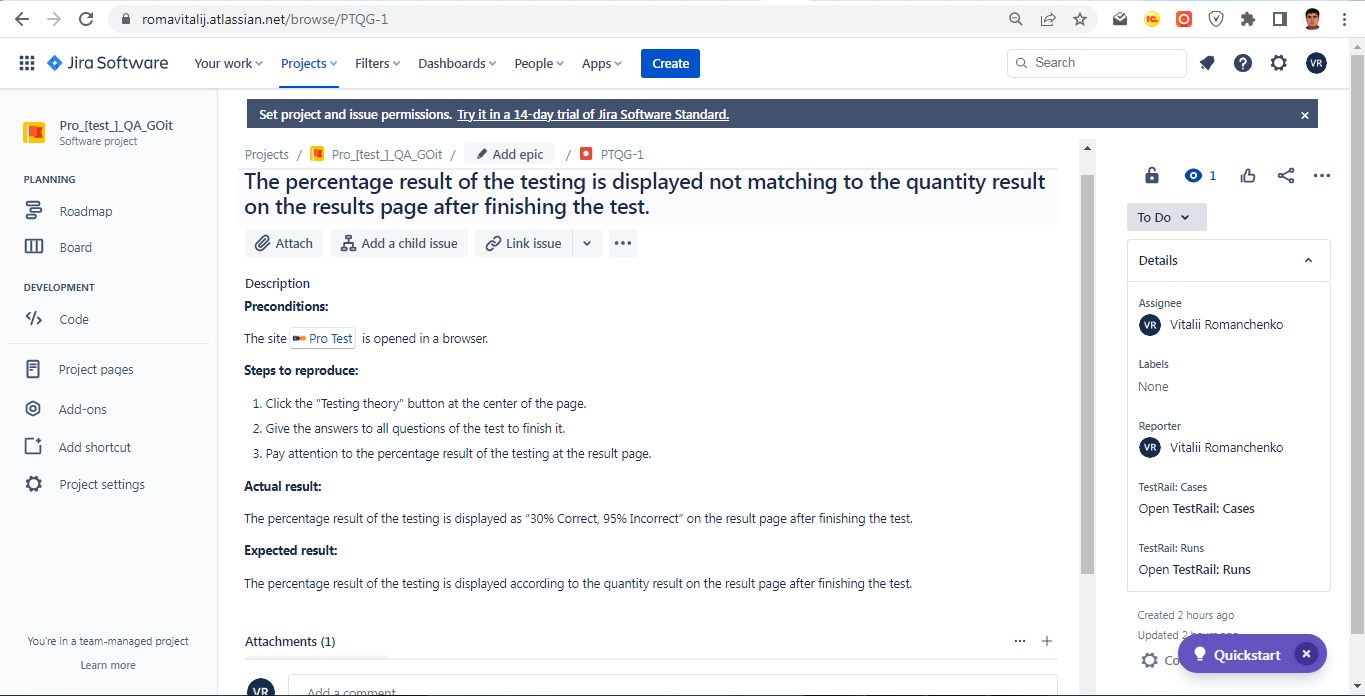 romavitalij.atlassian.net/browse/PTQG-1
Jira Software
Your work
Projects
Filters
Dashboards
People
Apps
Create
Search
VR
Pro_[test_]_QA_GOit
Software project
PLANNING
Roadmap
Board
DEVELOPMENT
Code
Project pages
Add-ons
Add shortcut
Project settings
You're in a team-managed project
Learn more
Set project and issue permissions. Try it in a 14-day trial of Jira Software Standard.
Projects / Pro_[test_]_QA_GOit / Add epic / PTQG-1
The percentage result of the testing is displayed not matching to the quantity result
on the results page after finishing the test.
Attach
Add a child issue
Link issue
Description
Preconditions:
The site Pro Test is opened in a browser.
Steps to reproduce:
1. Click the "Testing theory" button at the center of the page.
2. Give the answers to all questions of the test to finish it.
3. Pay attention to the percentage result of the testing at the result page.
Actual result:
The percentage result of the testing is displayed as “30% Correct, 95% Incorrect” on the result page after finishing the test.
Expected result:
The percentage result of the testing is displayed according to the quantity result on the result page after finishing the test.
Attachments (1)
VR
Add a comment
1
To Do
Details
Assignee
VR Vitalii Romanchenko
Labels
None
Reporter
VR Vitalii Romanchenko
TestRail: Cases
Open TestRail: Cases
TestRail: Runs
Open TestRail: Runs
Created 2 hours ago
Updated 2 hours ago
Quickstart